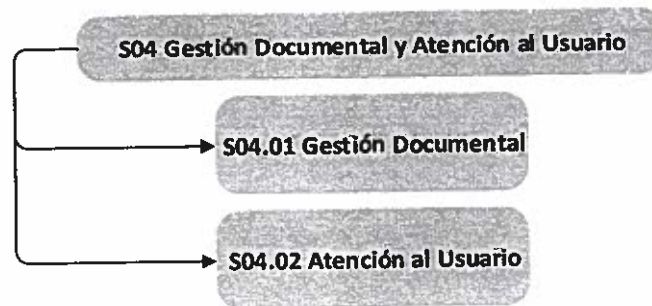 S04 Gestión Documental y Atención al Usuario
S04.01 Gestión Documental
S04.02 Atención al Usuario